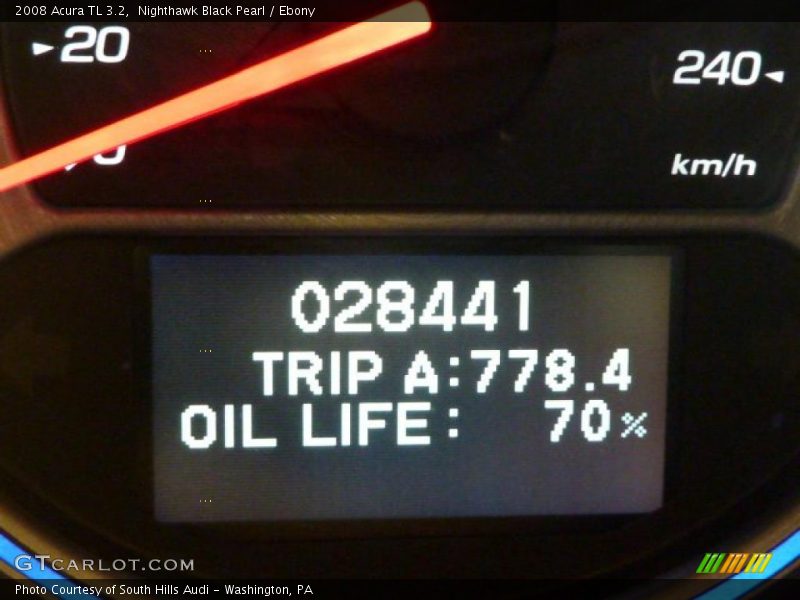 2008 Acura TL 3.2, Nighthawk Black Pearl / Ebony
20
240
0
km/h
028441
TRIP A:778.4
OIL LIFE: 70%
GTCARLOT.COM
Photo Courtesy of South Hills Audi - Washington, PA